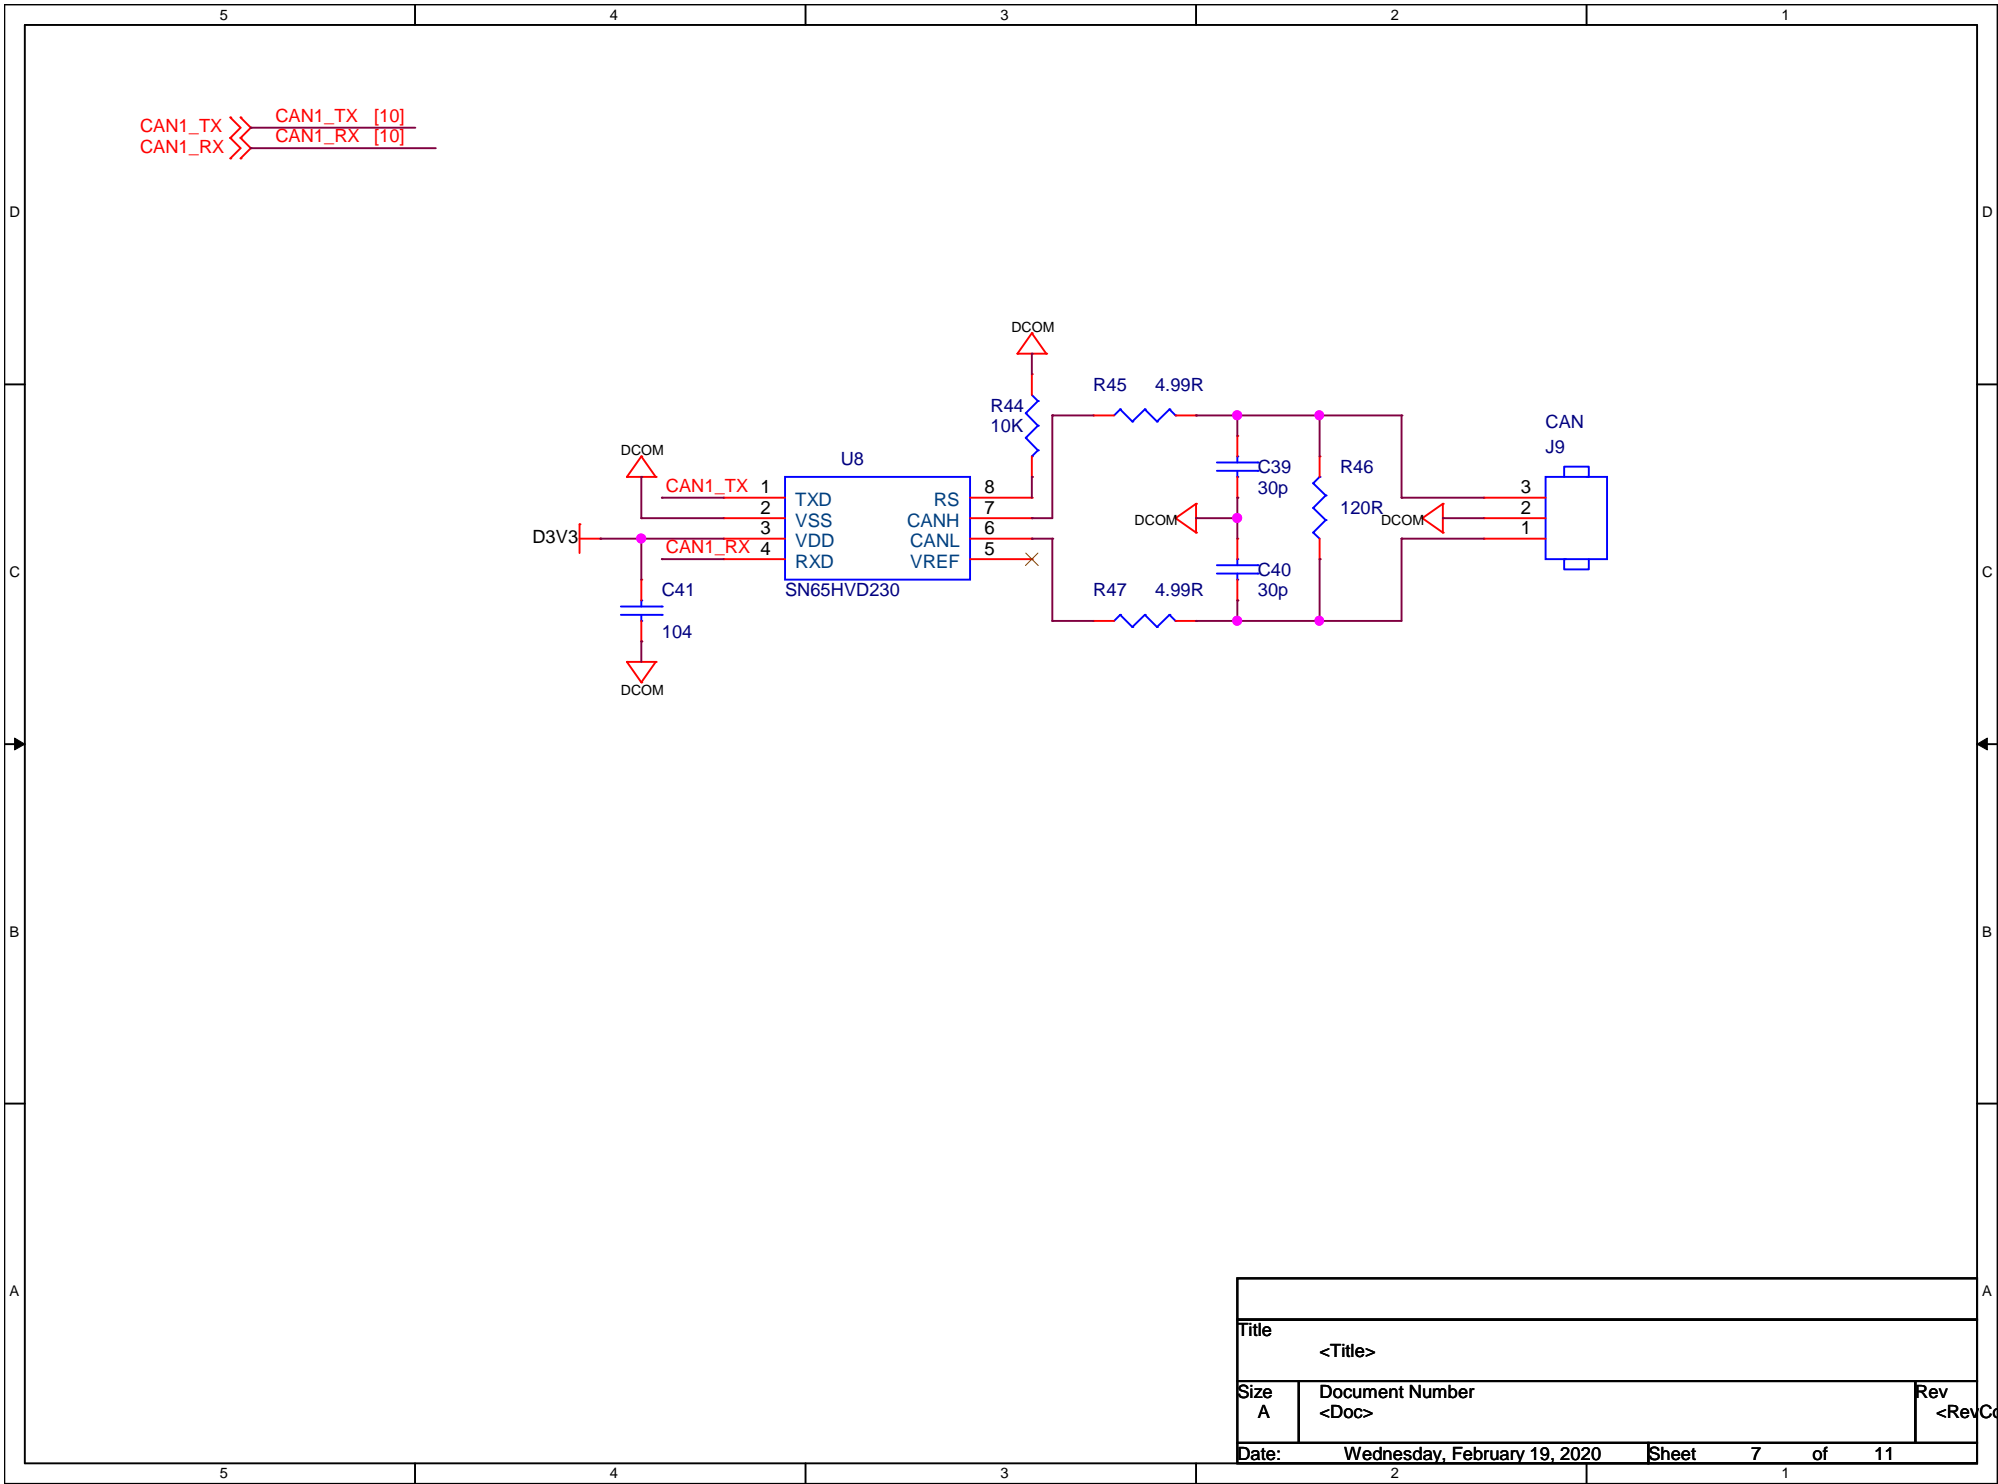 5 4 3 2 1
CAN1_TX CAN1_TX [10]
CAN1_RX CAN1_RX [10]
D D
DCOM
R45 4.99R
R44
10K
CAN
J9
DCOM
U8
C39
30p
R46
120R
CAN1_TX 1 TXD RS 8
2 VSS CANH 7
D3V3 3 VDD CANL 6
CAN1_RX 4 RXD VREF 5
SN65HVD230
DCOM
DCOM
3
2
1
C C
C41
104
DCOM
R47 4.99R
C40
30p
B B
A A
Title
<Title>
Size
A
Document Number
<Doc>
Rev
<RevCo
Date: Wednesday, February 19, 2020 Sheet 7 of 11
5 4 3 2 1